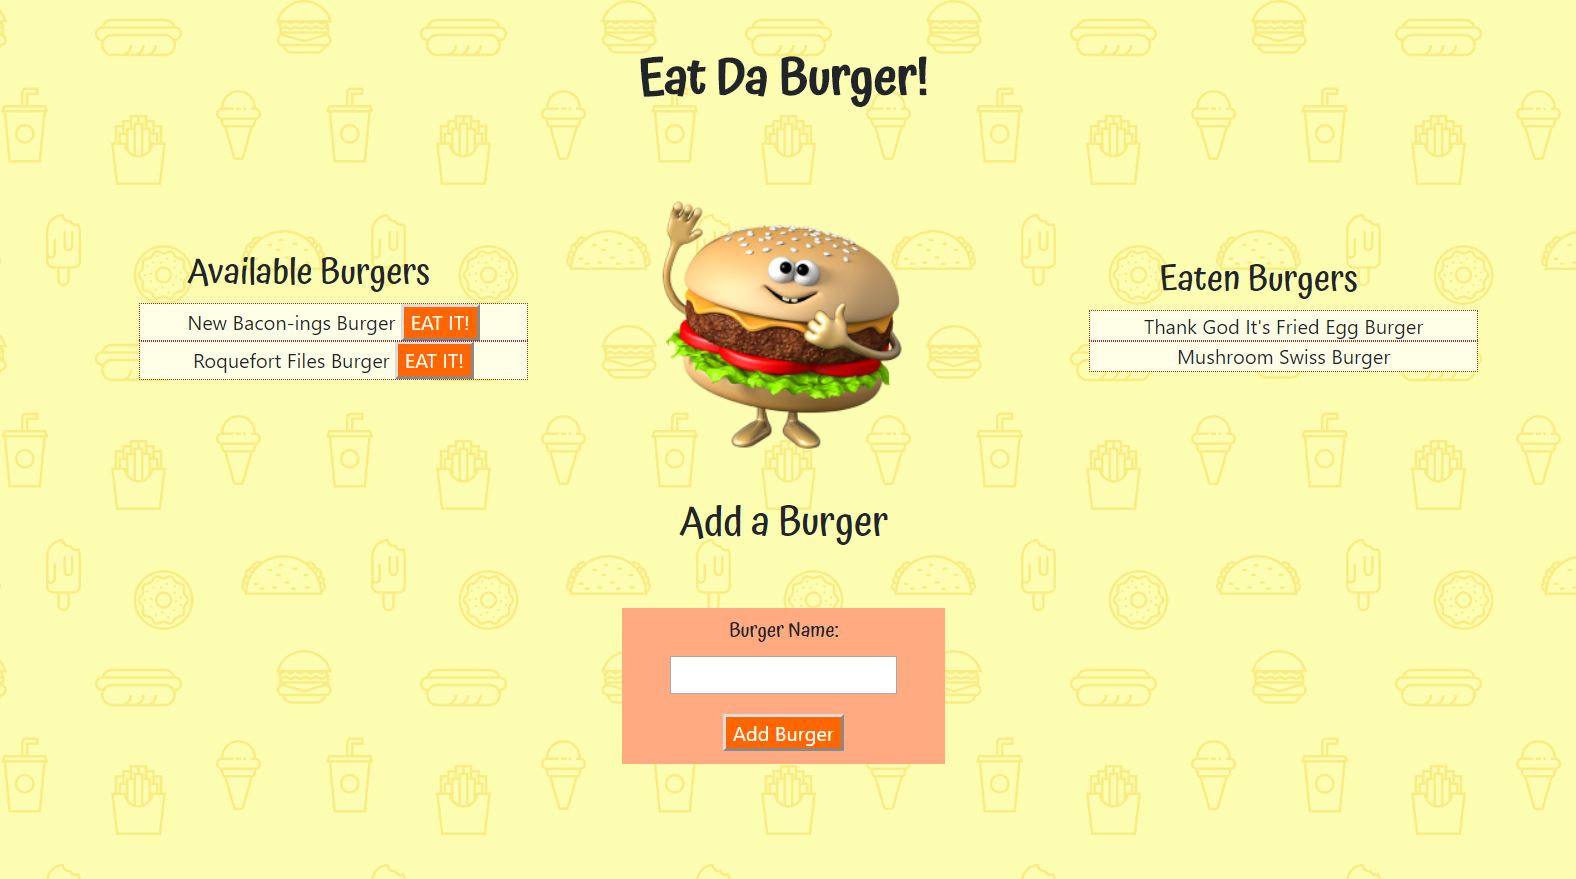 Eat Da Burger!
Available Burgers
New Bacon-ings Burger EAT IT!
Roquefort Files Burger EAT IT!
Eaten Burgers
Thank God It's Fried Egg Burger
Mushroom Swiss Burger
Add a Burger
Burger Name:
Add Burger